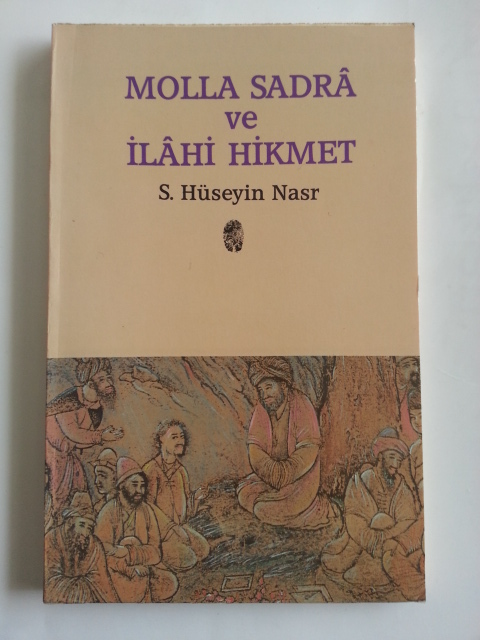 MOLLA SADRÂ
ve
İLÂHİ HİKMET
S. Hüseyin Nasr